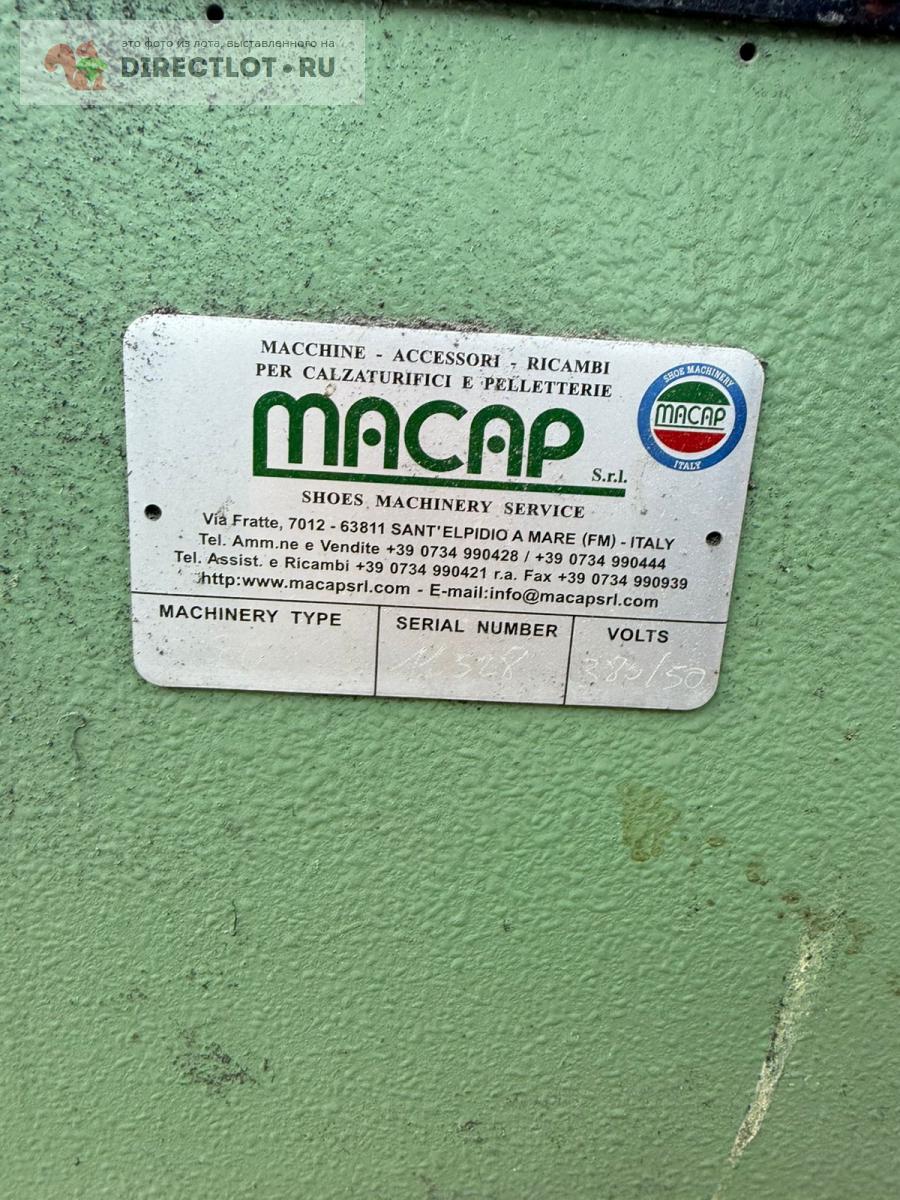 это фото из лота, выставленного на
DIRECTLOT.RU
MACCHINE - ACCESSORI - RICAMBI
PER CALZATURIFICI E PELLETTERIE
MACAP S.r.l.
SHOE MACHINERY
MACAP
ITALY
SHOES MACHINERY SERVICE
Via Fratte, 7012 - 63811 SANT'ELPIDIO A MARE (FM) - ITALY
Tel. Amm.ne e Vendite +39 0734 990428 / +39 0734 990444
Tel. Assist. e Ricambi +39 0734 990421 r.a. Fax +39 0734 990939
http:www.macapsrl.com - E-mail:info@macapsrl.com
MACHINERY TYPE SERIAL NUMBER VOLTS
380/50